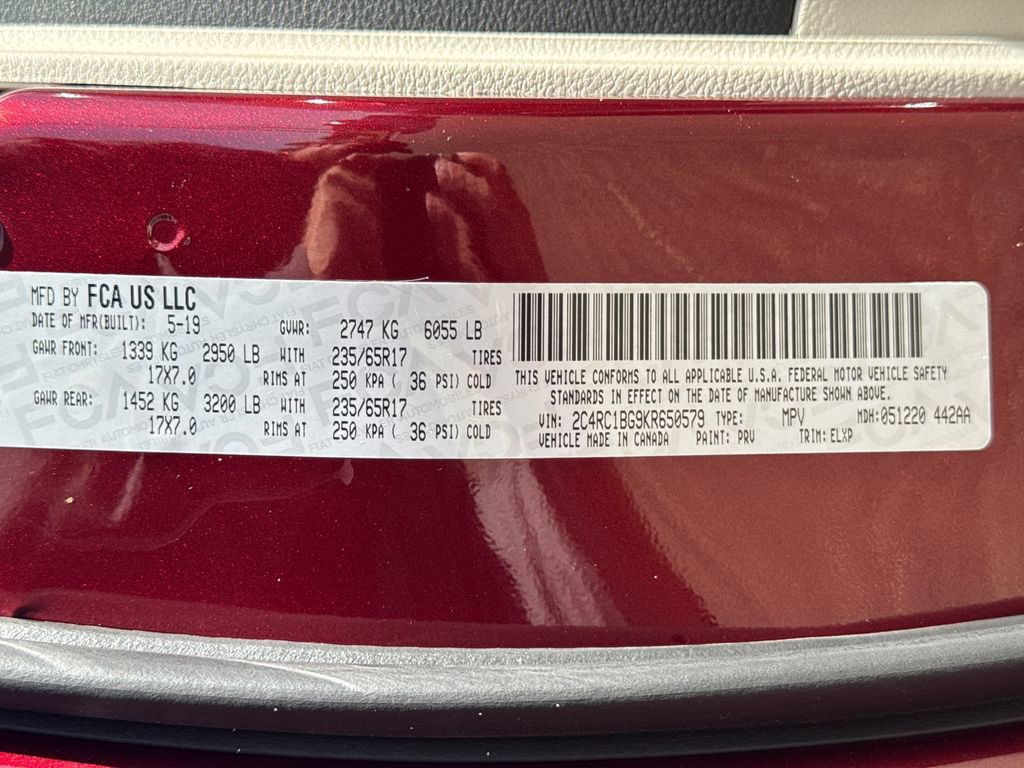 MFD BY FCA US LLC
DATE OF MFR(BUILT): 5-19 GVWR: 2747 KG 6055 LB
GAWR FRONT: 1339 KG 2950 LB WITH 235/65R17 TIRES
17X7.0 RIMS AT 250 KPA ( 36 PSI) COLD
GAWR REAR: 1452 KG 3200 LB WITH 235/65R17 TIRES
17X7.0 RIMS AT 250 KPA ( 36 PSI) COLD
THIS VEHICLE CONFORMS TO ALL APPLICABLE U.S.A. FEDERAL MOTOR VEHICLE SAFETY
STANDARDS IN EFFECT ON THE DATE OF MANUFACTURE SHOWN ABOVE.
VIN: 2C4RC1BG9KR650579 TYPE: MPV MDH: 051220 442AA
VEHICLE MADE IN CANADA PAINT: PRV TRIM: ELXP